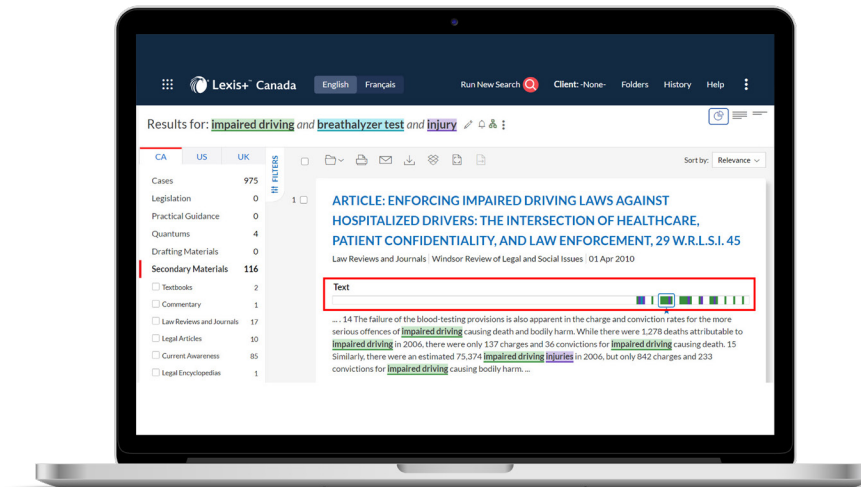 Lexis+™ Canada English Français Run New Search Client: -None- Folders History Help
Results for: impaired driving and breathalyzer test and injury
CA US UK
FILTERS
Sort by: Relevance
Cases 975
Legislation 0
Practical Guidance 0
Quantums 4
Drafting Materials 0
Secondary Materials 116
Textbooks 2
Commentary 1
Law Reviews and Journals 17
Legal Articles 10
Current Awareness 85
Legal Encyclopedias 1
1
ARTICLE: ENFORCING IMPAIRED DRIVING LAWS AGAINST
HOSPITALIZED DRIVERS: THE INTERSECTION OF HEALTHCARE,
PATIENT CONFIDENTIALITY, AND LAW ENFORCEMENT, 29 W.R.L.S.I. 45
Law Reviews and Journals | Windsor Review of Legal and Social Issues | 01 Apr 2010
Text
... . 14 The failure of the blood-testing provisions is also apparent in the charge and conviction rates for the more
serious offences of impaired driving causing death and bodily harm. While there were 1,278 deaths attributable to
impaired driving in 2006, there were only 137 charges and 36 convictions for impaired driving causing death. 15
Similarly, there were an estimated 75,374 impaired driving injuries in 2006, but only 842 charges and 233
convictions for impaired driving causing bodily harm. ...